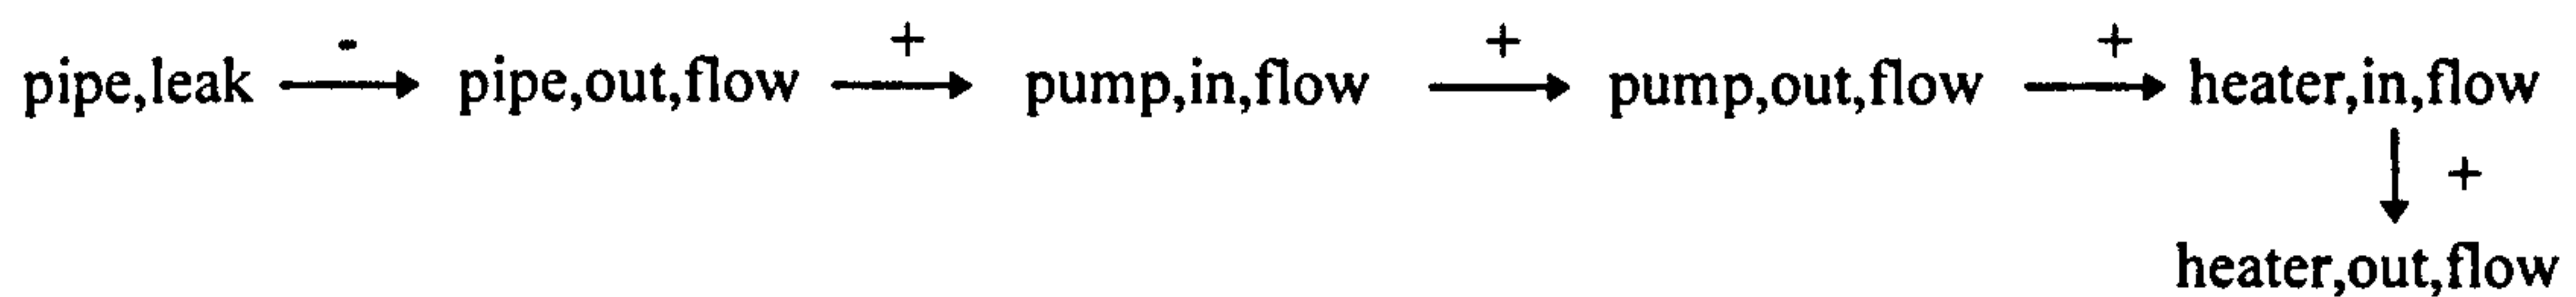 - + + +
pipe,leak pipe,out,flow pump,in,flow pump,out,flow heater,in,flow
+
heater,out,flow